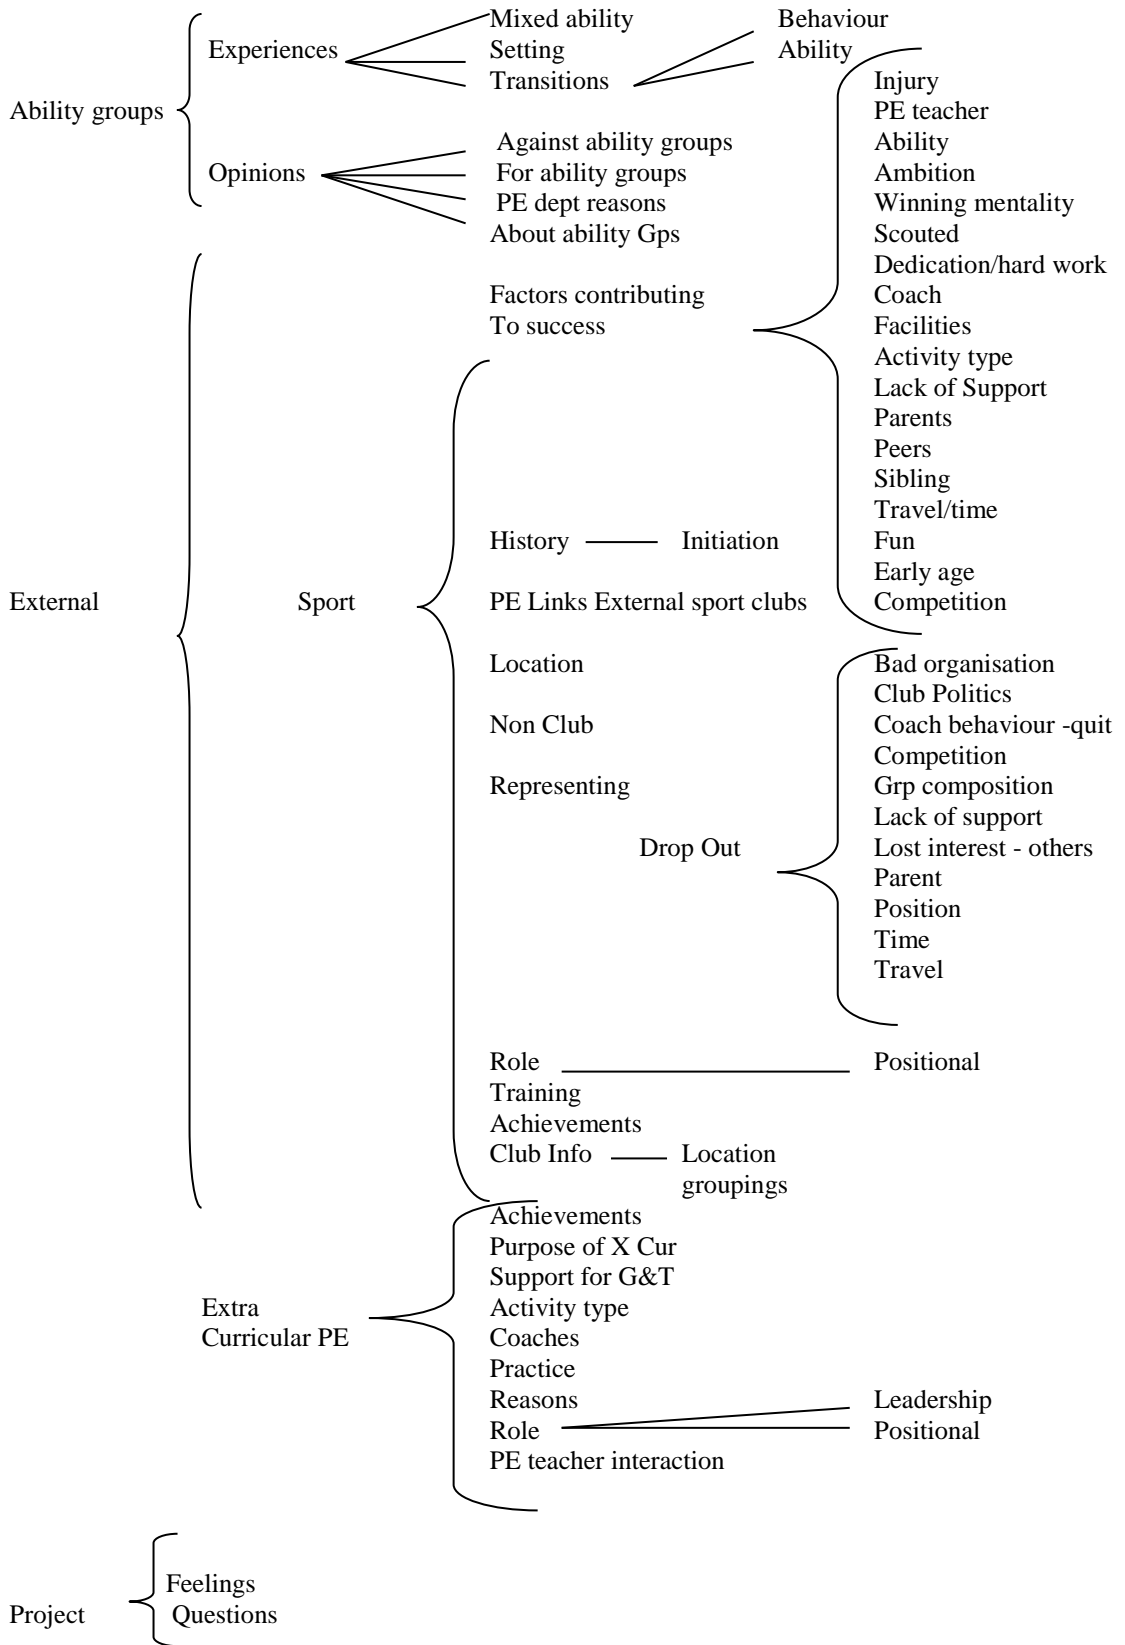 Mixed ability Behaviour
Experiences Setting Ability
Transitions
Injury
Ability groups PE teacher
Against ability groups Ability
Opinions For ability groups Ambition
PE dept reasons Winning mentality
About ability Gps Scouted
Dedication/hard work
Factors contributing Coach
To success Facilities
Activity type
Lack of Support
Parents
Peers
Sibling
Travel/time
History Initiation Fun
Early age
External Sport PE Links External sport clubs Competition
Location Bad organisation
Club Politics
Non Club Coach behaviour -quit
Competition
Representing Grp composition
Lack of support
Drop Out Lost interest - others
Parent
Position
Time
Travel
Role Positional
Training
Achievements
Club Info Location
groupings
Achievements
Purpose of X Cur
Support for G&T
Extra Activity type
Curricular PE Coaches
Practice
Reasons Leadership
Role Positional
PE teacher interaction
Feelings
Project Questions